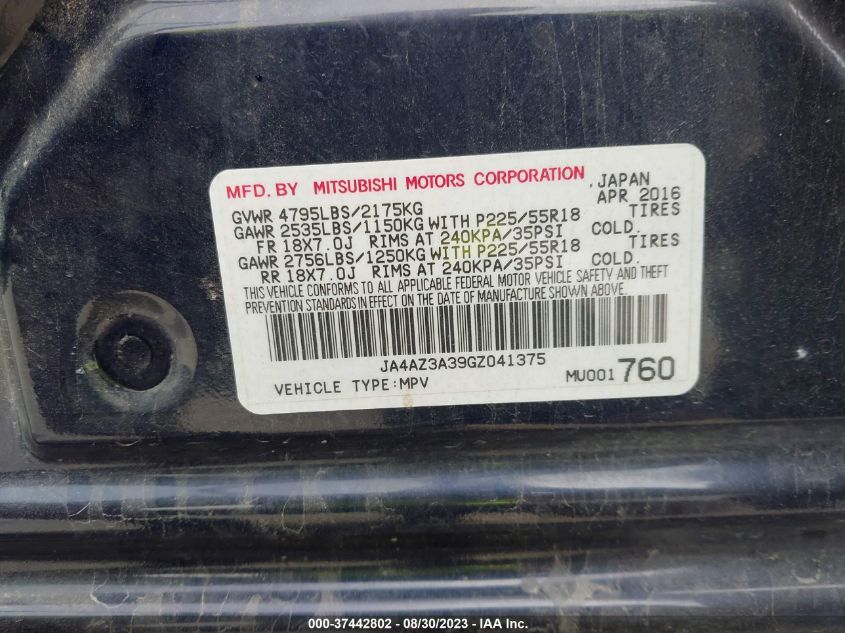 MFD. BY MITSUBISHI MOTORS CORPORATION , JAPAN
APR 2016
GVWR 4795LBS/2175KG
GAWR 2535LBS/1150KG WITH P225/55R18 TIRES
FR 18X7.0J RIMS AT 240KPA/35PSI COLD.
GAWR 2756LBS/1250KG WITH P225/55R18 TIRES
RR 18X7.0J RIMS AT 240KPA/35PSI COLD.
THIS VEHICLE CONFORMS TO ALL APPLICABLE FEDERAL MOTOR VEHICLE SAFETY AND THEFT
PREVENTION STANDARDS IN EFFECT ON THE DATE OF MANUFACTURE SHOWN ABOVE.
JA4AZ3A39GZ041375
VEHICLE TYPE:MPV MU001 760
000-37442802 - 08/30/2023 - IAA Inc.